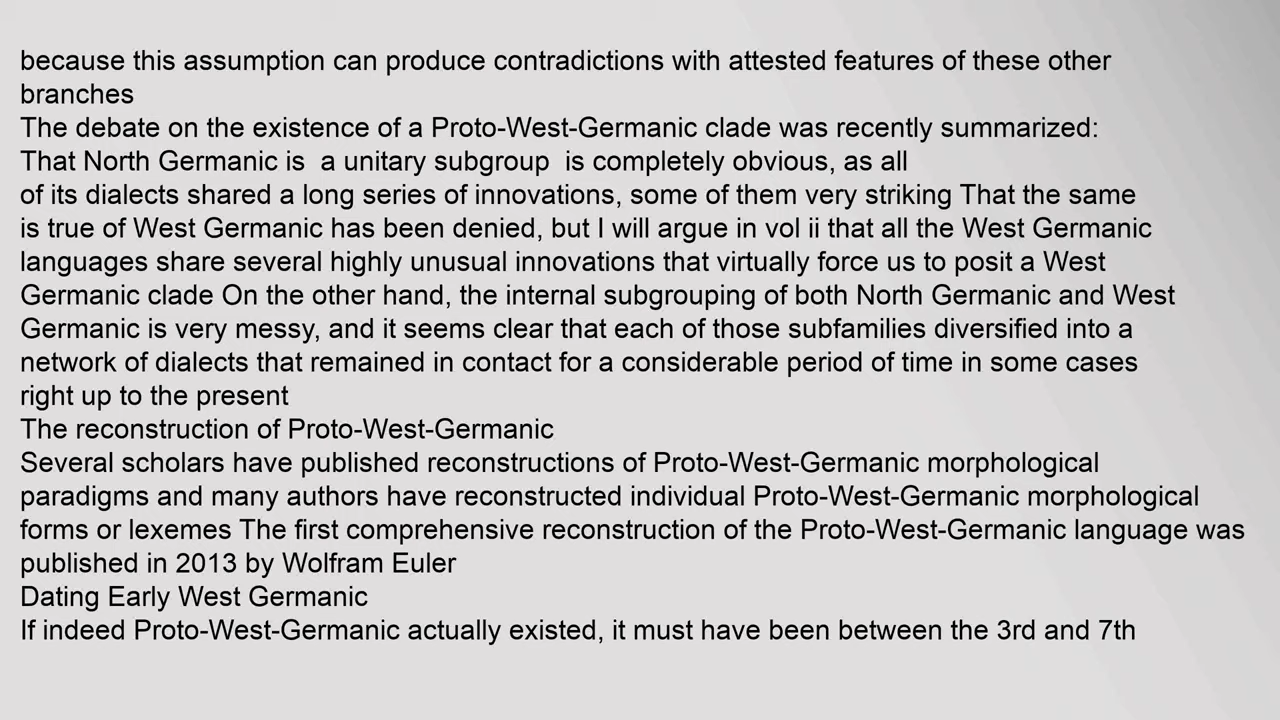 because this assumption can produce contradictions with attested features of these other
branches
The debate on the existence of a Proto-West-Germanic clade was recently summarized:
That North Germanic is  a unitary subgroup  is completely obvious, as all
of its dialects shared a long series of innovations, some of them very striking That the same
is true of West Germanic has been denied, but I will argue in vol ii that all the West Germanic
languages share several highly unusual innovations that virtually force us to posit a West
Germanic clade On the other hand, the internal subgrouping of both North Germanic and West
Germanic is very messy, and it seems clear that each of those subfamilies diversified into a
network of dialects that remained in contact for a considerable period of time in some cases
right up to the present
The reconstruction of Proto-West-Germanic
Several scholars have published reconstructions of Proto-West-Germanic morphological
paradigms and many authors have reconstructed individual Proto-West-Germanic morphological
forms or lexemes The first comprehensive reconstruction of the Proto-West-Germanic language was
published in 2013 by Wolfram Euler
Dating Early West Germanic
If indeed Proto-West-Germanic actually existed, it must have been between the 3rd and 7th